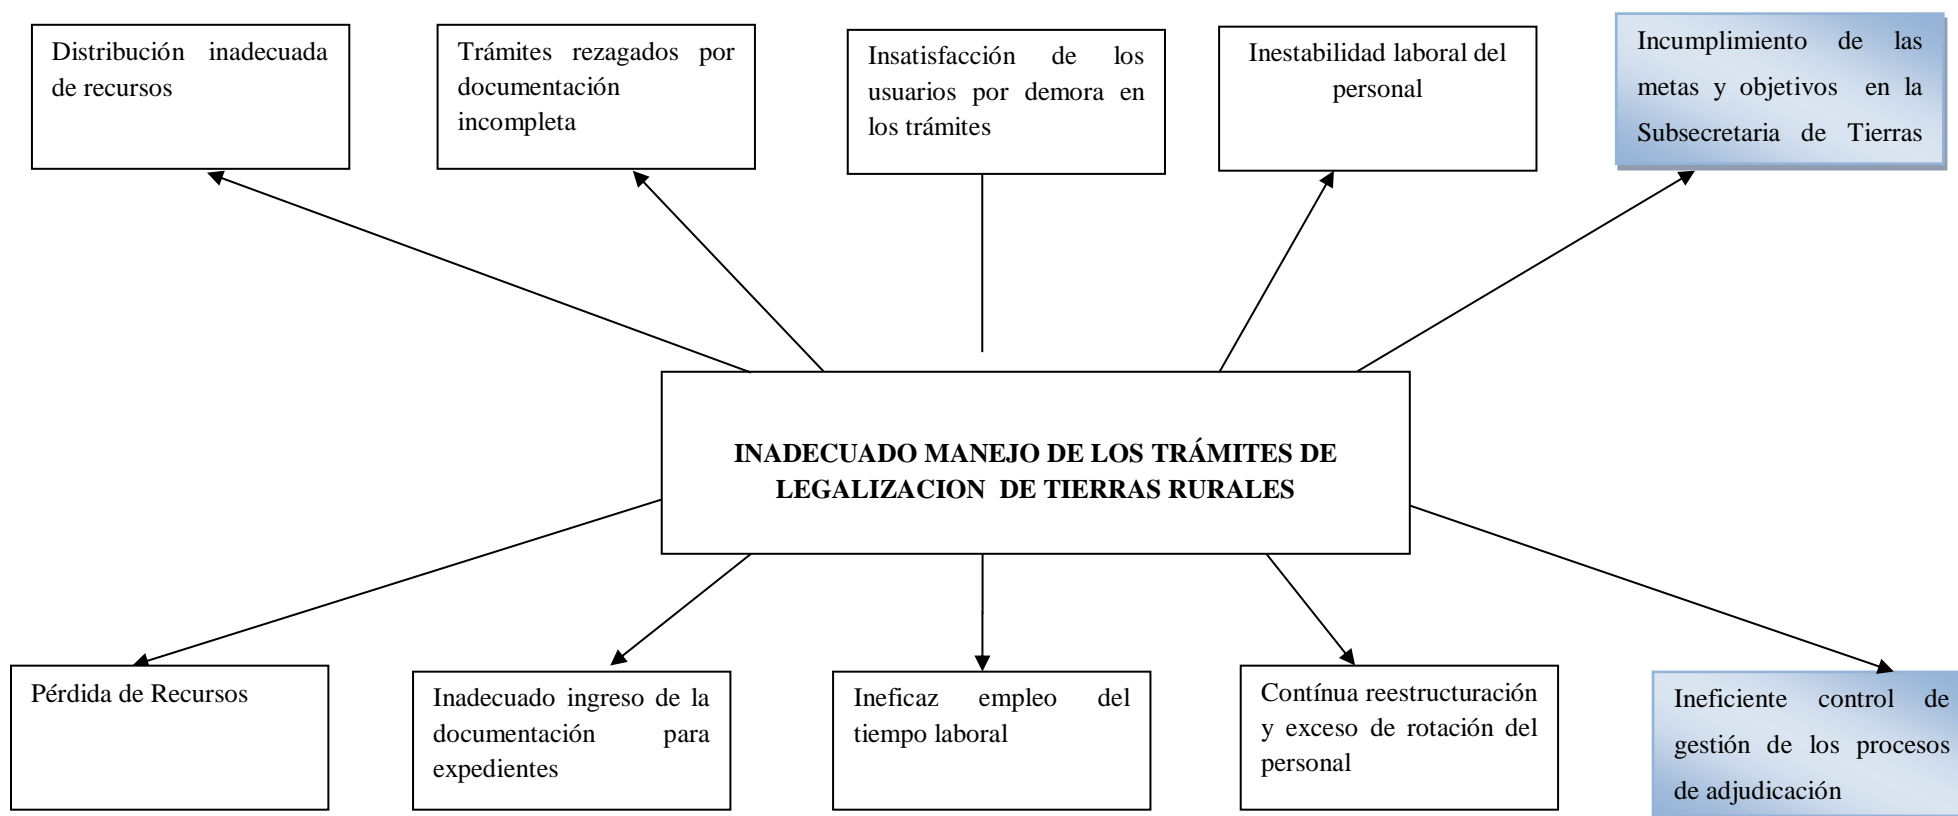 Distribución inadecuada
de recursos
Trámites rezagados por
documentación
incompleta
Insatisfacción de los
usuarios por demora en
los trámites
Inestabilidad laboral del
personal
Incumplimiento de las
metas y objetivos en la
Subsecretaria de Tierras
INADECUADO MANEJO DE LOS TRÁMITES DE
LEGALIZACION DE TIERRAS RURALES
Pérdida de Recursos
Inadecuado ingreso de la
documentación para
expedientes
Ineficaz empleo del
tiempo laboral
Contínua reestructuración
y exceso de rotación del
personal
Ineficiente control de
gestión de los procesos
de adjudicación